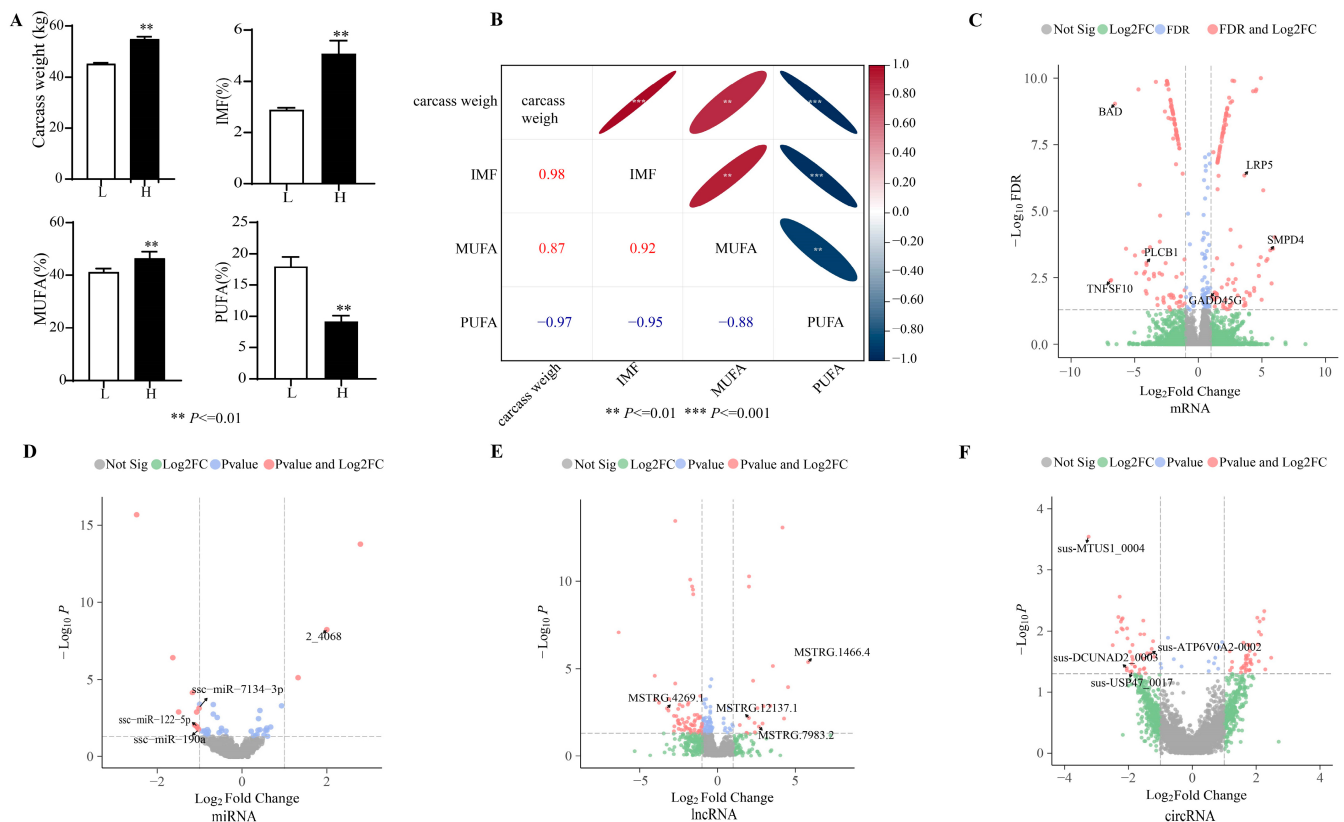 A
Carcass weight (kg)
60
40
20
0
**
L
H
IMF(%)
6
4
2
0
**
L
H
MUFA(%)
60
40
20
0
**
L
H
PUFA(%)
25
20
15
10
5
0
**
L
H
** P<=0.01
B
carcass weigh
carcass
weigh
***
**
***
IMF
0.98
IMF
**
***
MUFA
0.87
0.92
MUFA
**
PUFA
−0.97
−0.95
−0.88
PUFA
carcass weigh
IMF
MUFA
PUFA
1.0
0.80
0.60
0.40
0.20
0.0
−0.20
−0.40
−0.60
−0.80
−1.0
** P<=0.01 *** P<=0.001
C
Not Sig Log2FC FDR FDR and Log2FC
−Log10 FDR
10.0
7.5
5.0
2.5
0.0
BAD
LRP5
SMPD4
PLCB1
TNFSF10
GADD45G
−10
−5
0
5
10
Log2Fold Change
mRNA
D
Not Sig Log2FC Pvalue Pvalue and Log2FC
−Log10 P
15
10
5
0
2_4068
ssc−miR−7134−3p
ssc−miR−122−5p
ssc−miR−190a
−2
0
2
Log2 Fold Change
miRNA
E
Not Sig Log2FC Pvalue Pvalue and Log2FC
−Log10 P
10
5
0
MSTRG.1466.4
MSTRG.4269.1
MSTRG.12137.1
MSTRG.7983.2
−5
0
5
Log2 Fold Change
lncRNA
F
Not Sig Log2FC Pvalue Pvalue and Log2FC
−Log10 P
4
3
2
1
0
sus-MTUS1_0004
sus-ATP6V0A2-0002
sus-DCUNAD2_0003
sus-USP47_0017
−4
−2
0
2
4
Log2 Fold Change
circRNA